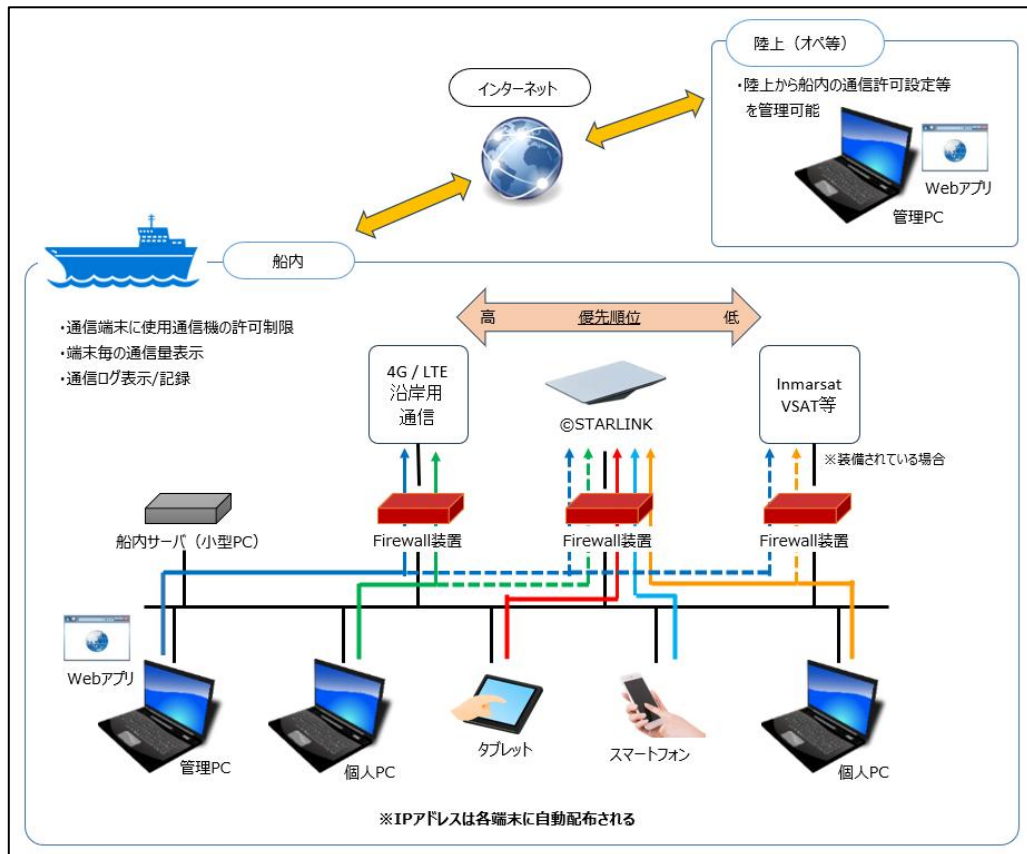 陸上（オペ等）
インターネット
・陸上から船内の通信許可設定等
を管理可能
Webアプリ
管理PC
船内
・通信端末に使用通信機の許可制限
・端末毎の通信量表示
・通信ログ表示/記録
高 優先順位 低
4G / LTE
沿岸用
通信
©STARLINK
Inmarsat
VSAT等
※装備されている場合
船内サーバ（小型PC）
Firewall装置
Firewall装置
Firewall装置
Webアプリ
管理PC
個人PC
タブレット
スマートフォン
個人PC
※IPアドレスは各端末に自動配布される